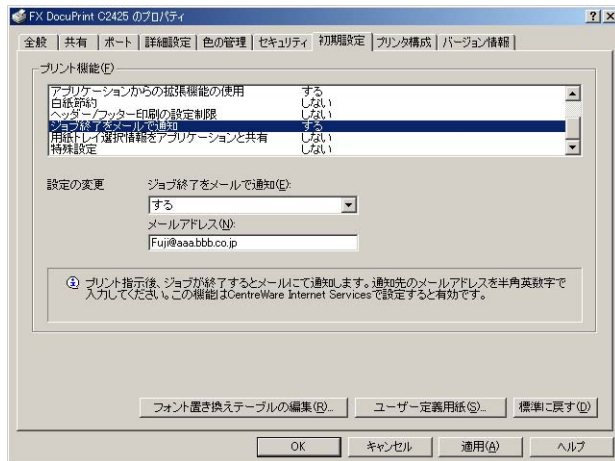 FX DocuPrint C2425 のプロパティ
全般 共有 ポート 詳細設定 色の管理 セキュリティ 初期設定 プリンタ構成 バージョン情報
プリント機能(F)
アプリケーションからの拡張機能の使用 する
白紙節約 しない
ヘッダー/フッター印刷の設定制限 しない
ジョブ終了をメールで通知 する
用紙トレイ選択情報をアプリケーションと共有 しない
特殊設定 しない
設定の変更 ジョブ終了をメールで通知(E):
する
メールアドレス(N):
Fuji@aaa.bbb.co.jp
プリント指示後、ジョブが終了するとメールにて通知します。通知先のメールアドレスを半角英数字で
入力してください。この機能はCentreWare Internet Servicesで設定すると有効です。
フォント置き換えテーブルの編集(R)... ユーザー定義用紙(S)... 標準に戻す(D)
OK キャンセル 適用(A) ヘルプ